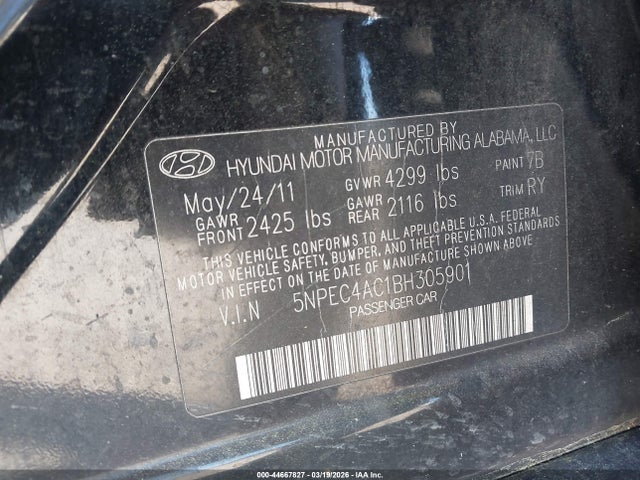 MANUFACTURED BY
HYUNDAI MOTOR MANUFACTURING ALABAMA, LLC
May/24/11 GVWR 4299 lbs PAINT 7B
GAWR FRONT 2425 lbs GAWR REAR 2116 lbs TRIM RY
THIS VEHICLE CONFORMS TO ALL APPLICABLE U.S.A. FEDERAL
MOTOR VEHICLE SAFETY, BUMPER, AND THEFT PREVENTION STANDARDS
IN EFFECT ON THE DATE OF MANUFACTURE SHOWN ABOVE.
V.I.N 5NPEC4AC1BH305901
PASSENGER CAR
000-44667827 - 03/19/2026 - © IAA, Inc.